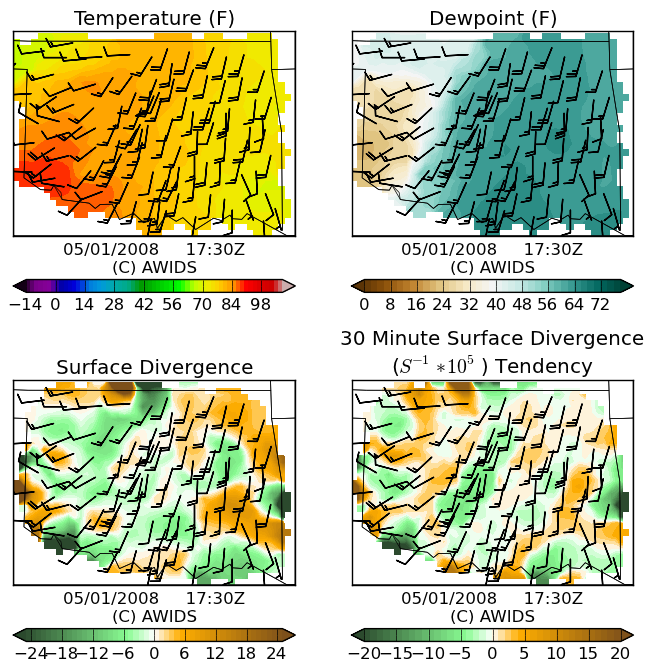 Temperature (F)
Dewpoint (F)
05/01/2008 17:30Z
(C) AWIDS
05/01/2008 17:30Z
(C) AWIDS
−14 0 14 28 42 56 70 84 98
0 8 16 24 32 40 48 56 64 72
30 Minute Surface Divergence
Surface Divergence
(S⁻¹ ∗10⁵ ) Tendency
05/01/2008 17:30Z
(C) AWIDS
05/01/2008 17:30Z
(C) AWIDS
−24 −18 −12 −6 0 6 12 18 24
−20 −15 −10 −5 0 5 10 15 20